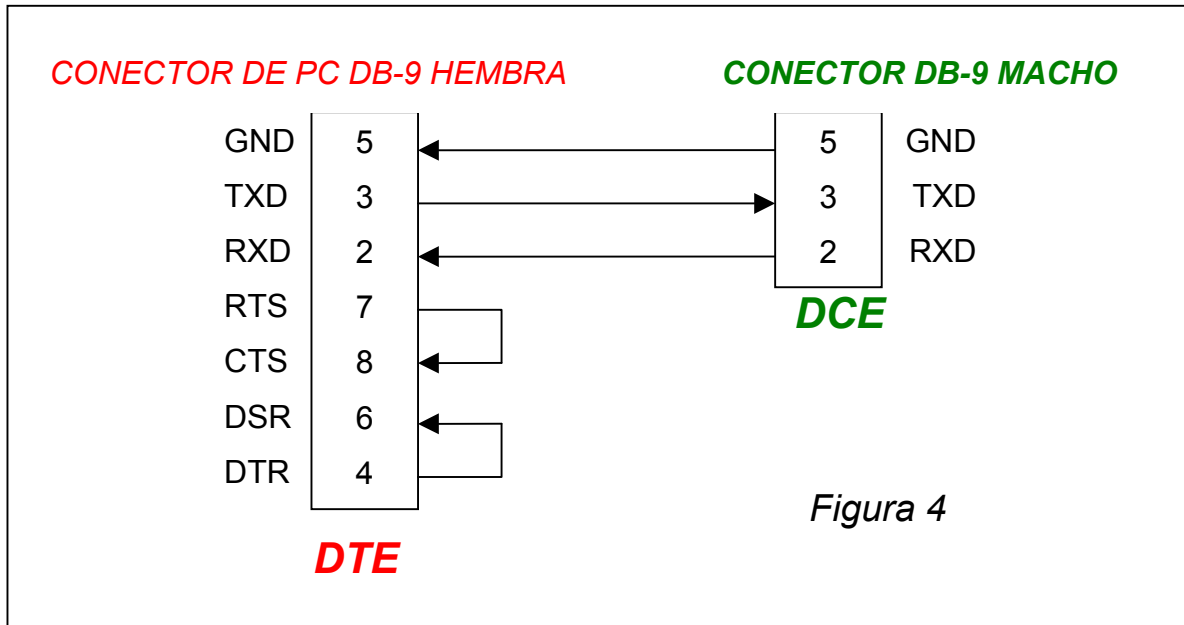 CONECTOR DE PC DB-9 HEMBRA CONECTOR DB-9 MACHO
GND 5 5 GND
TXD 3 3 TXD
RXD 2 2 RXD
RTS 7
DCE
CTS 8
DSR 6
DTR 4
Figura 4
DTE